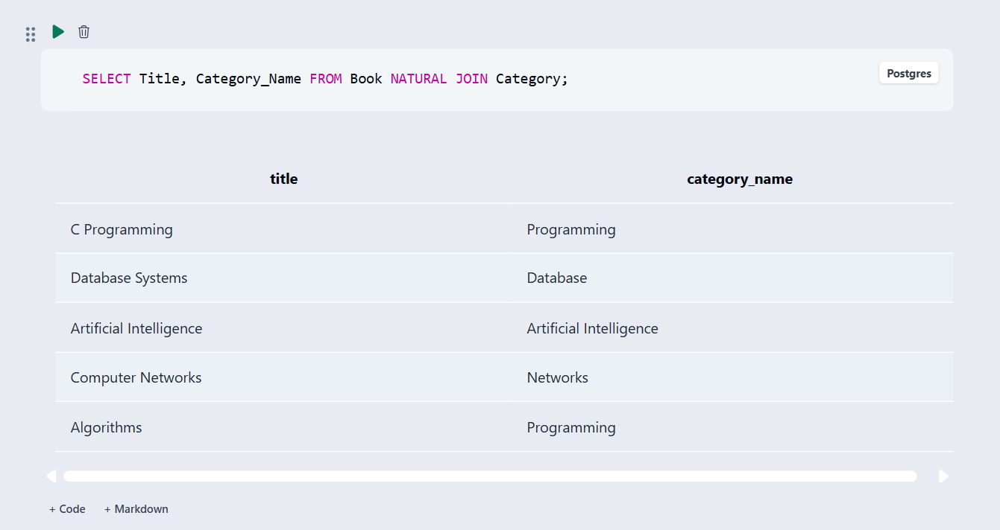 SELECT Title, Category_Name FROM Book NATURAL JOIN Category;
Postgres
title category_name
C Programming Programming
Database Systems Database
Artificial Intelligence Artificial Intelligence
Computer Networks Networks
Algorithms Programming
+ Code + Markdown